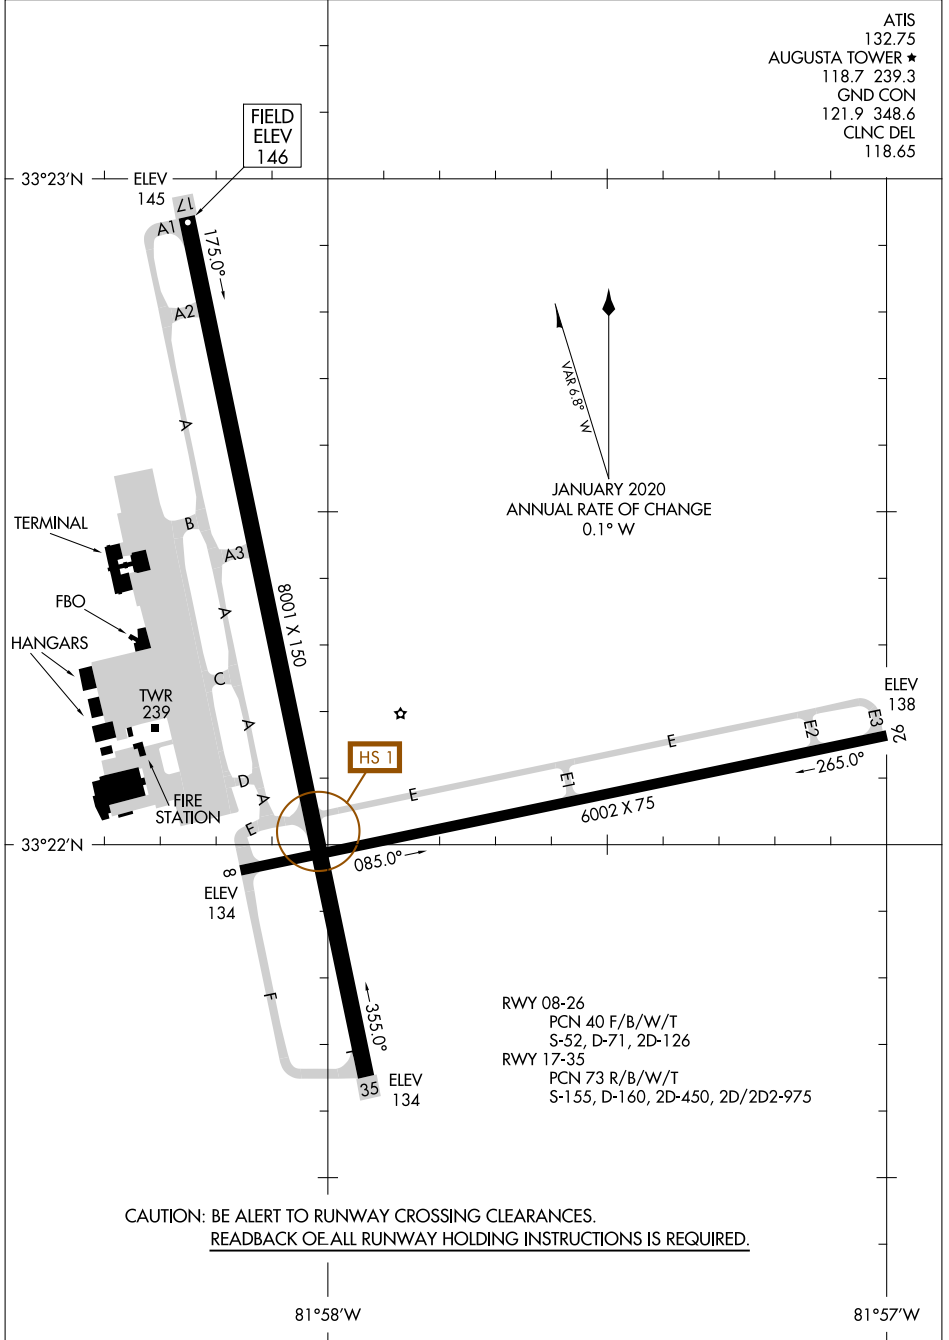 ATIS
132.75
AUGUSTA TOWER ★
118.7 239.3
GND CON
121.9 348.6
CLNC DEL
118.65
FIELD
ELEV
146
33°23'N
ELEV
145
17
A1
175.0°
A2
VAR 6.8° W
A
JANUARY 2020
ANNUAL RATE OF CHANGE
0.1° W
B
TERMINAL
A3
8001 X 150
FBO
A
HANGARS
C
TWR
239
A
ELEV
138
E3
26
E2
E
HS 1
265.0°
D
E1
A
E
6002 X 75
FIRE
STATION
E
33°22'N
085.0°
8
ELEV
134
F
355.0°
RWY 08-26
PCN 40 F/B/W/T
S-52, D-71, 2D-126
RWY 17-35
PCN 73 R/B/W/T
S-155, D-160, 2D-450, 2D/2D2-975
35
ELEV
134
CAUTION: BE ALERT TO RUNWAY CROSSING CLEARANCES.
READBACK OF ALL RUNWAY HOLDING INSTRUCTIONS IS REQUIRED.
81°58'W
81°57'W